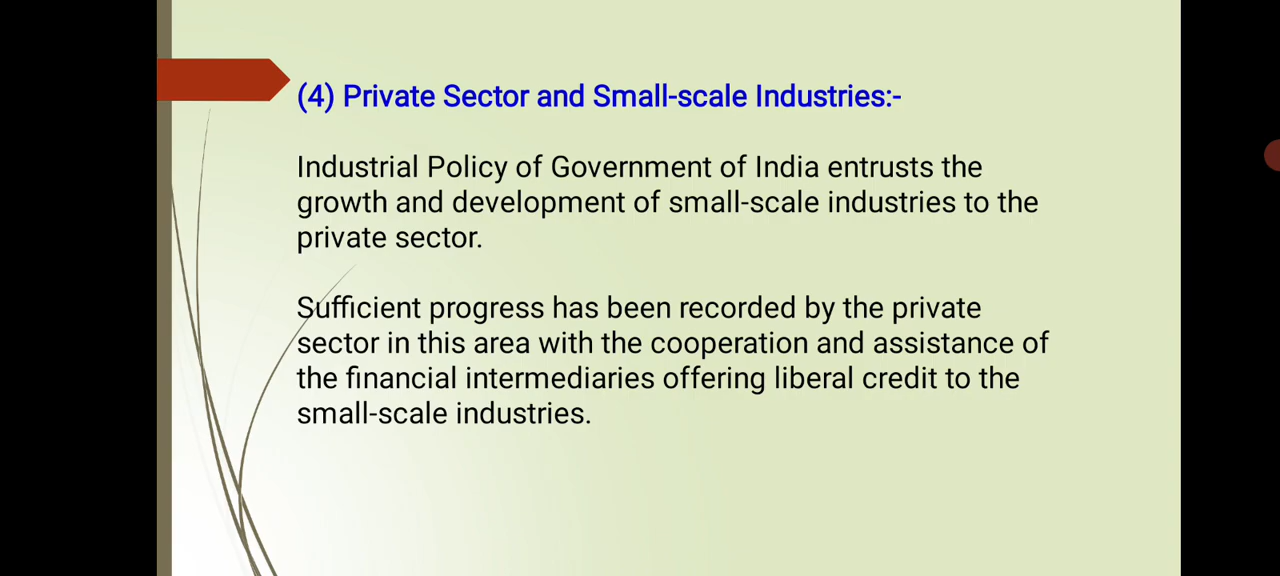 (4) Private Sector and Small-scale Industries:-
Industrial Policy of Government of India entrusts the
growth and development of small-scale industries to the
private sector.
Sufficient progress has been recorded by the private
sector in this area with the cooperation and assistance of
the financial intermediaries offering liberal credit to the
small-scale industries.